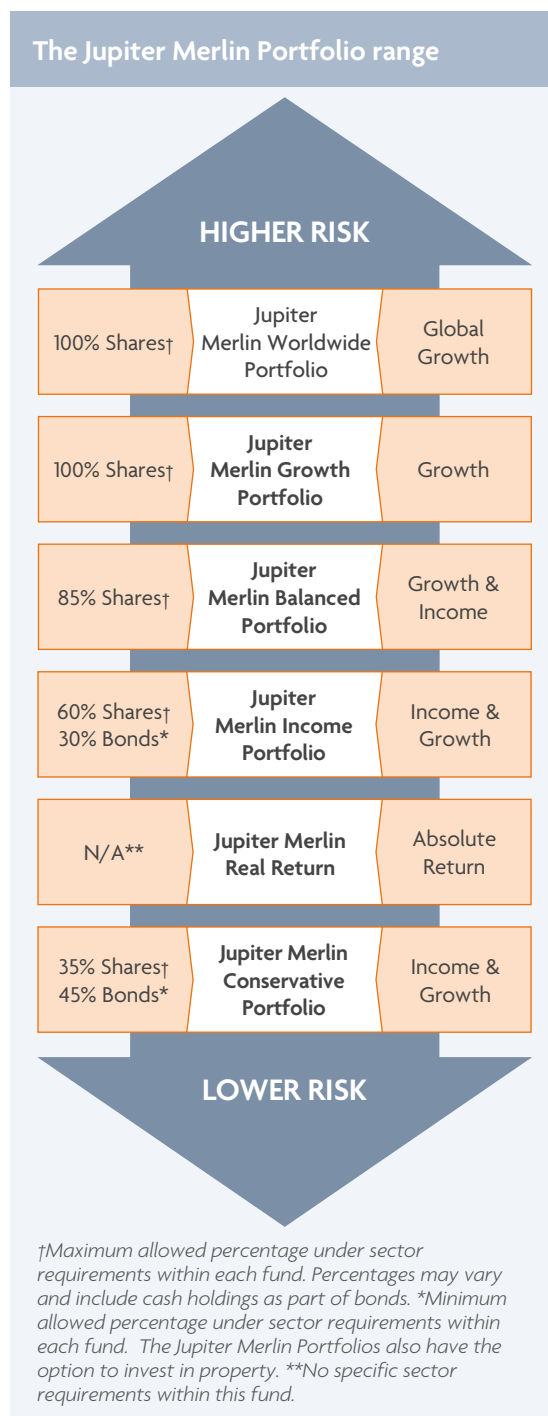 The Jupiter Merlin Portfolio range
HIGHER RISK
100% Shares†
Jupiter
Merlin Worldwide
Portfolio
Global
Growth
100% Shares†
Jupiter
Merlin Growth
Portfolio
Growth
85% Shares†
Jupiter
Merlin Balanced
Portfolio
Growth &
Income
60% Shares†
30% Bonds*
Jupiter
Merlin Income
Portfolio
Income &
Growth
N/A**
Jupiter Merlin
Real Return
Absolute
Return
35% Shares†
45% Bonds*
Jupiter Merlin
Conservative
Portfolio
Income &
Growth
LOWER RISK
†Maximum allowed percentage under sector
requirements within each fund. Percentages may vary
and include cash holdings as part of bonds. *Minimum
allowed percentage under sector requirements within
each fund.  The Jupiter Merlin Portfolios also have the
option to invest in property. **No specific sector
requirements within this fund.